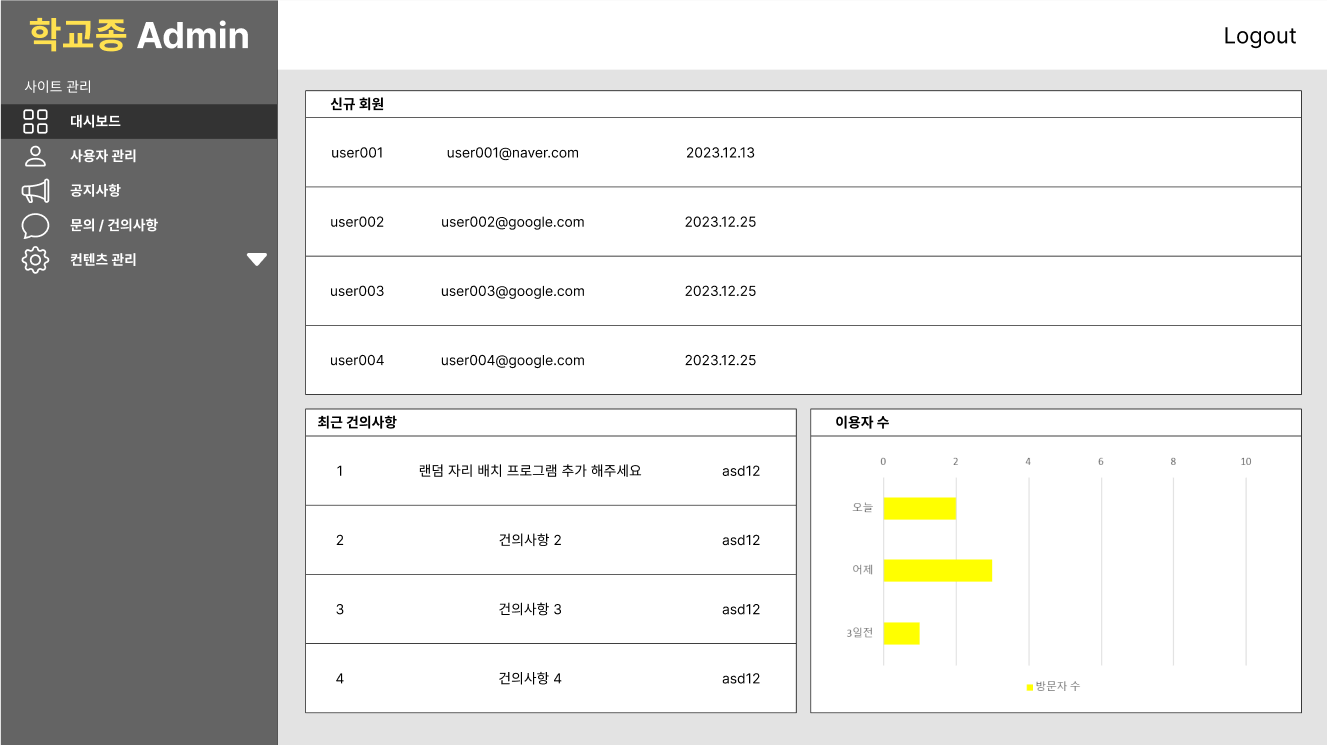 학교종 Admin
Logout
사이트 관리
대시보드
사용자 관리
공지사항
문의 / 건의사항
컨텐츠 관리
신규 회원
user001 user001@naver.com 2023.12.13
user002 user002@google.com 2023.12.25
user003 user003@google.com 2023.12.25
user004 user004@google.com 2023.12.25
최근 건의사항
1 랜덤 자리 배치 프로그램 추가 해주세요 asd12
2 건의사항 2 asd12
3 건의사항 3 asd12
4 건의사항 4 asd12
이용자 수
0 2 4 6 8 10
오늘
어제
3일전
방문자 수